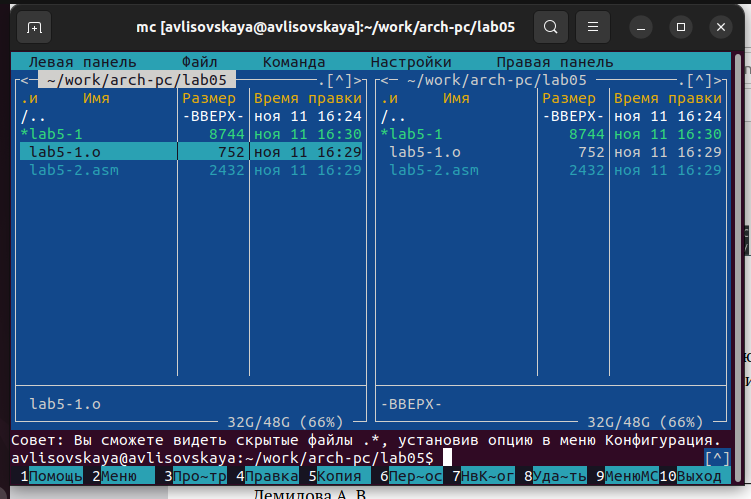 mc [avlisovskaya@avlisovskaya]:~/work/arch-pc/lab05
Левая панель Файл Команда Настройки Правая панель
<─ ~/work/arch-pc/lab05 .[^]> <─ ~/work/arch-pc/lab05 .[^]>
.и Имя Размер Время правки .и Имя Размер Время правки
/.. -ВВЕРХ- ноя 11 16:24 /.. -ВВЕРХ- ноя 11 16:24
*lab5-1 8744 ноя 11 16:30 *lab5-1 8744 ноя 11 16:30
lab5-1.o 752 ноя 11 16:29 lab5-1.o 752 ноя 11 16:29
lab5-2.asm 2432 ноя 11 16:29 lab5-2.asm 2432 ноя 11 16:29
lab5-1.o -ВВЕРХ-
32G/48G (66%) 32G/48G (66%)
Совет: Вы сможете видеть скрытые файлы .*, установив опцию в меню Конфигурация.
avlisovskaya@avlisovskaya:~/work/arch-pc/lab05$ [^]
1Помощь 2Меню 3Про~тр 4Правка 5Копия 6Пер~ос 7НвК~ог 8Уда~ть 9МенюМС 10Выход
Демидова А. В.